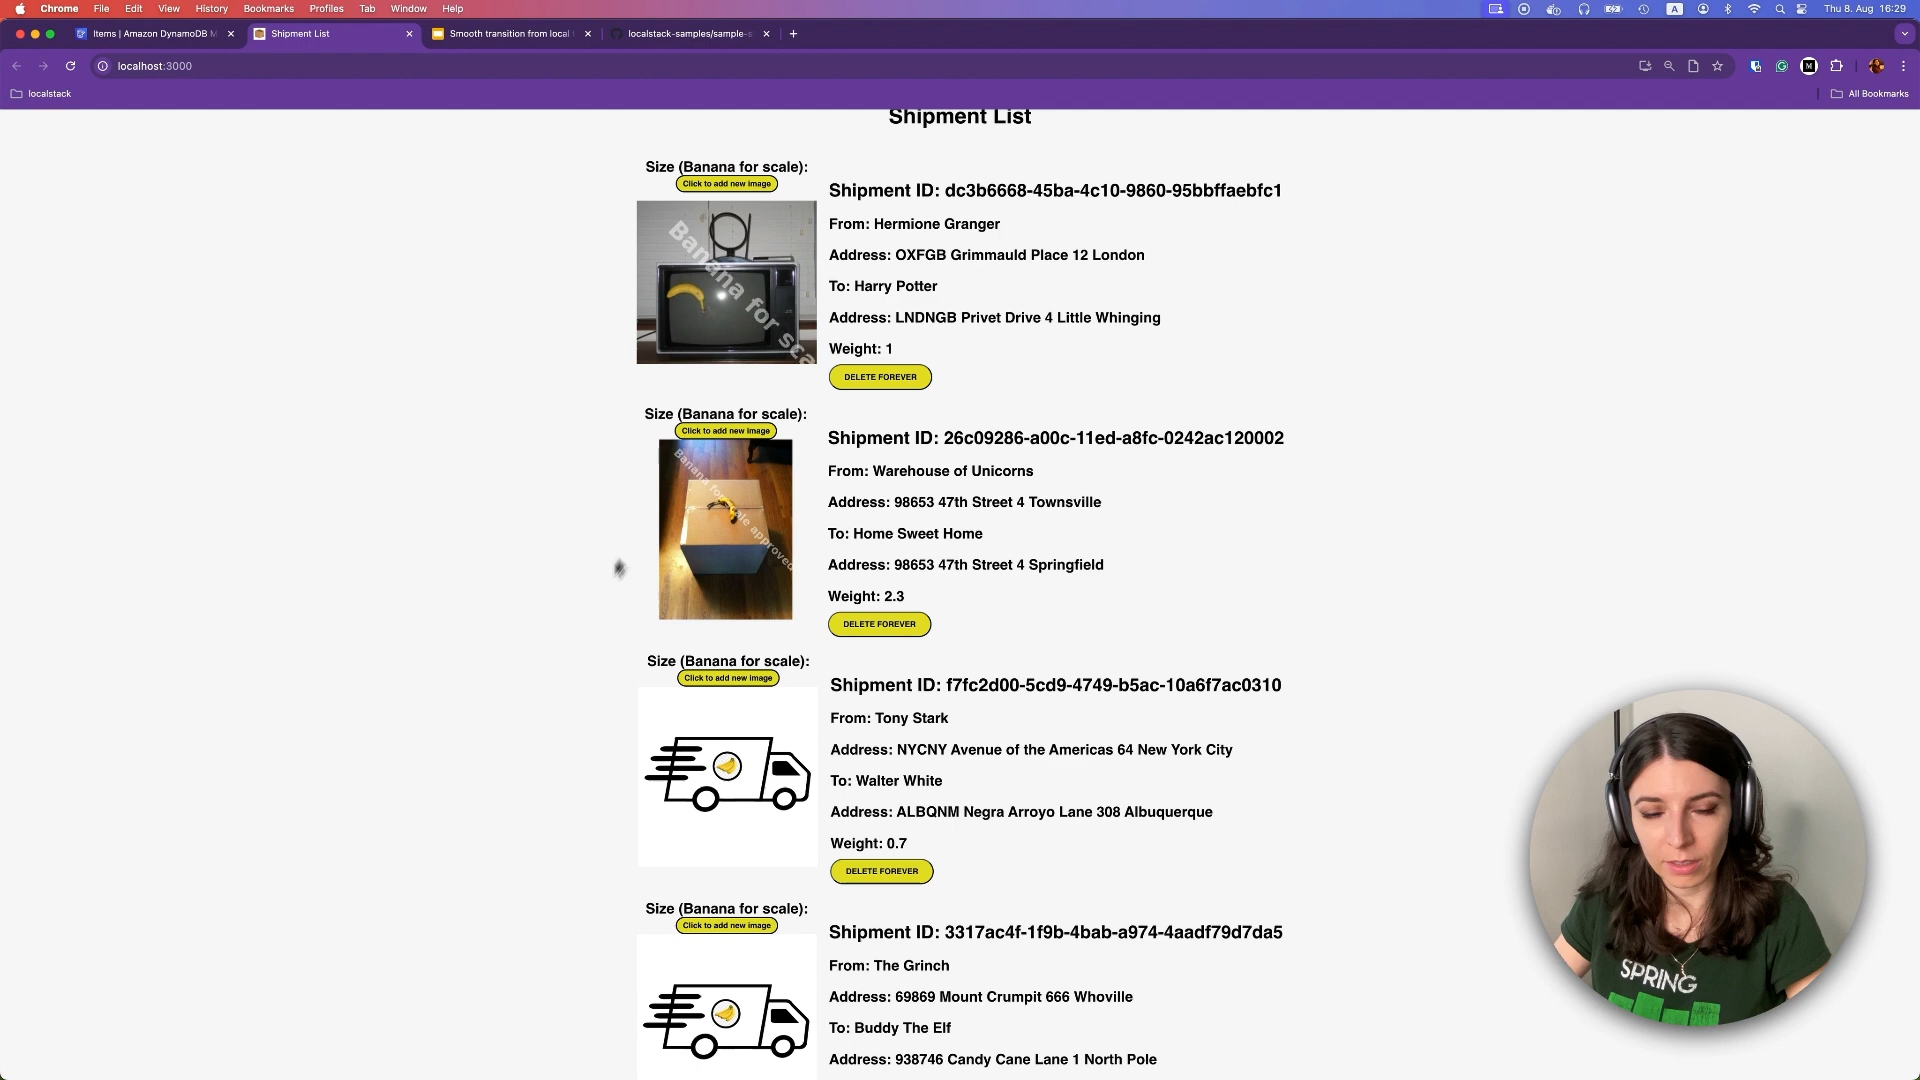 Chrome File Edit View History Bookmarks Profiles Tab Window Help
A Thu 8. Aug 16:29
Items | Amazon DynamoDB M
Shipment List
Smooth transition from local
localstack-samples/sample-s
localhost:3000
localstack
All Bookmarks
Shipment List
Size (Banana for scale):
Click to add new image
Banana for sca
Shipment ID: dc3b6668-45ba-4c10-9860-95bbffaebfc1
From: Hermione Granger
Address: OXFGB Grimmauld Place 12 London
To: Harry Potter
Address: LNDNGB Privet Drive 4 Little Whinging
Weight: 1
DELETE FOREVER
Size (Banana for scale):
Click to add new image
Banana for scale approved
Shipment ID: 26c09286-a00c-11ed-a8fc-0242ac120002
From: Warehouse of Unicorns
Address: 98653 47th Street 4 Townsville
To: Home Sweet Home
Address: 98653 47th Street 4 Springfield
Weight: 2.3
DELETE FOREVER
Size (Banana for scale):
Click to add new image
Shipment ID: f7fc2d00-5cd9-4749-b5ac-10a6f7ac0310
From: Tony Stark
Address: NYCNY Avenue of the Americas 64 New York City
To: Walter White
Address: ALBQNM Negra Arroyo Lane 308 Albuquerque
Weight: 0.7
DELETE FOREVER
Size (Banana for scale):
Click to add new image
Shipment ID: 3317ac4f-1f9b-4bab-a974-4aadf79d7da5
From: The Grinch
Address: 69869 Mount Crumpit 666 Whoville
To: Buddy The Elf
Address: 938746 Candy Cane Lane 1 North Pole
SPRING